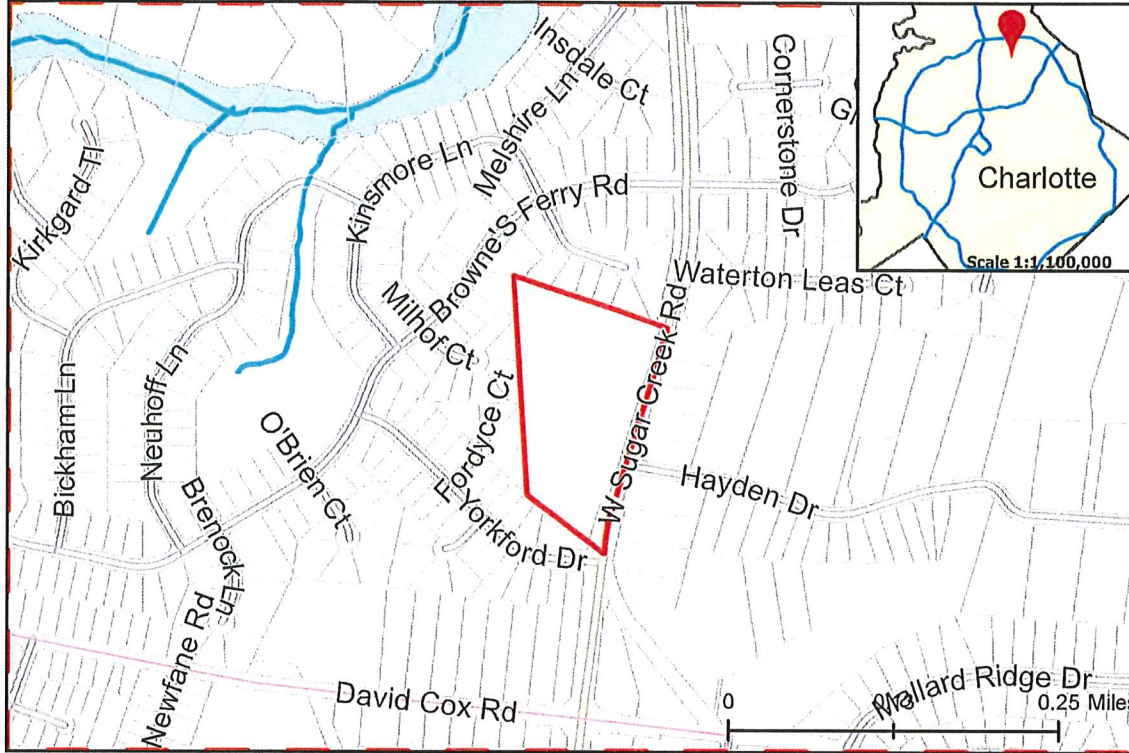 Insdale Ct
Cornerstone Dr
Melshire Ln
Gl
Charlotte
Scale 1:1,100,000
Kirkgard Tl
Kinsmore Ln
Browne'S Ferry Rd
Waterton Leas Ct
Milhof Ct
W Sugar Creek Rd
Bickham Ln
Neuhoff Ln
Fordyce Ct
O'Brien Ct
Hayden Dr
Yorkford Dr
Brenock Ln
Newfane Rd
David Cox Rd
Mallard Ridge Dr
0
0.25 Miles